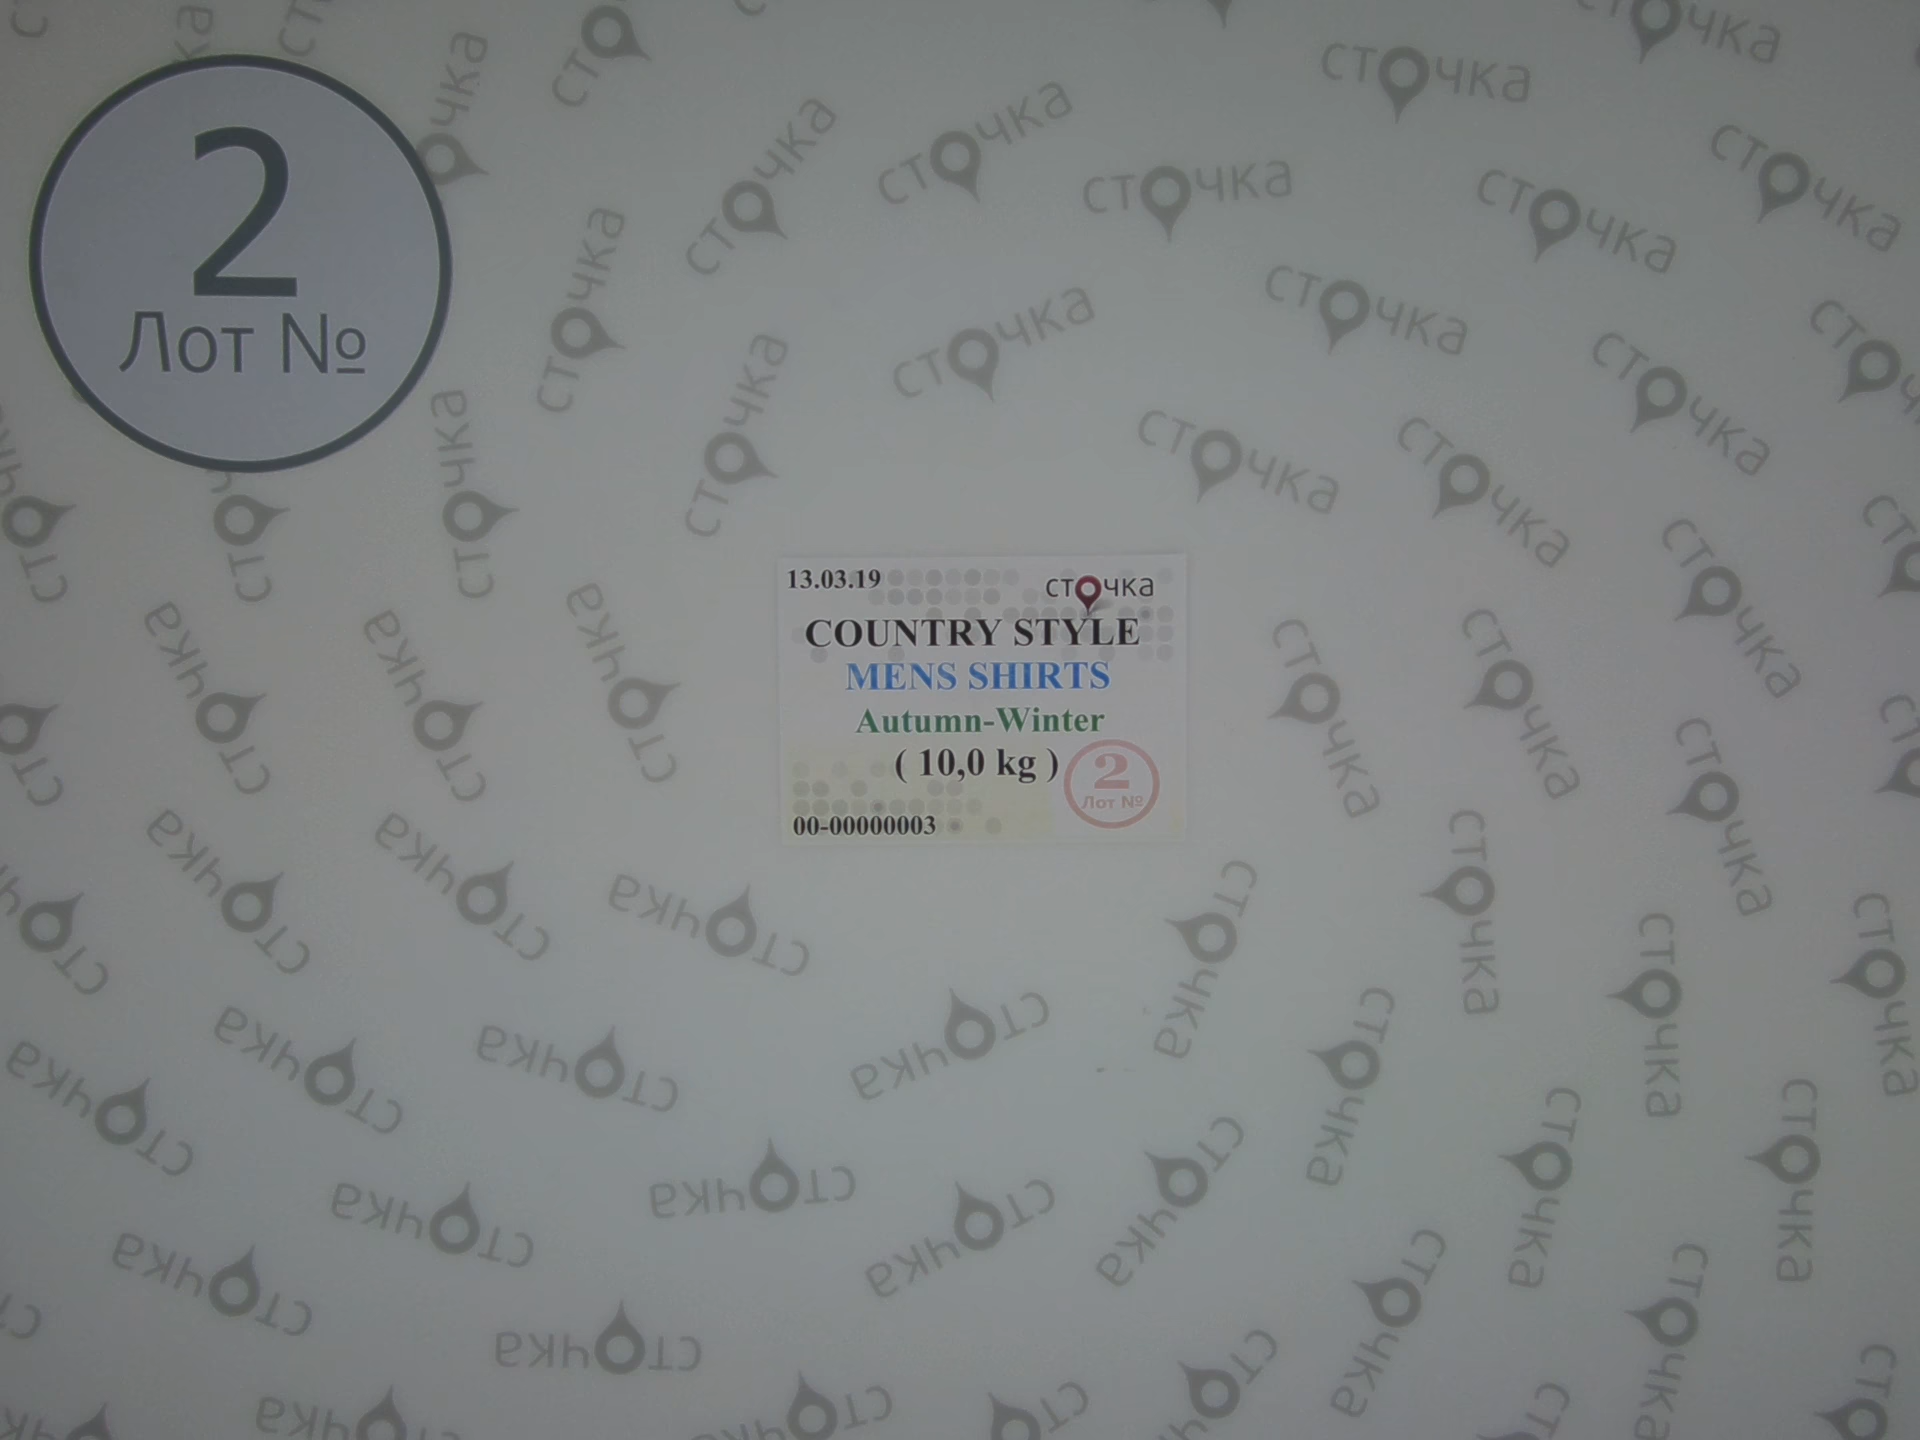 2
Лот №
13.03.19
сточка
COUNTRY STYLE
MENS SHIRTS
Autumn-Winter
( 10,0 kg )
2
Лот №
00-00000003